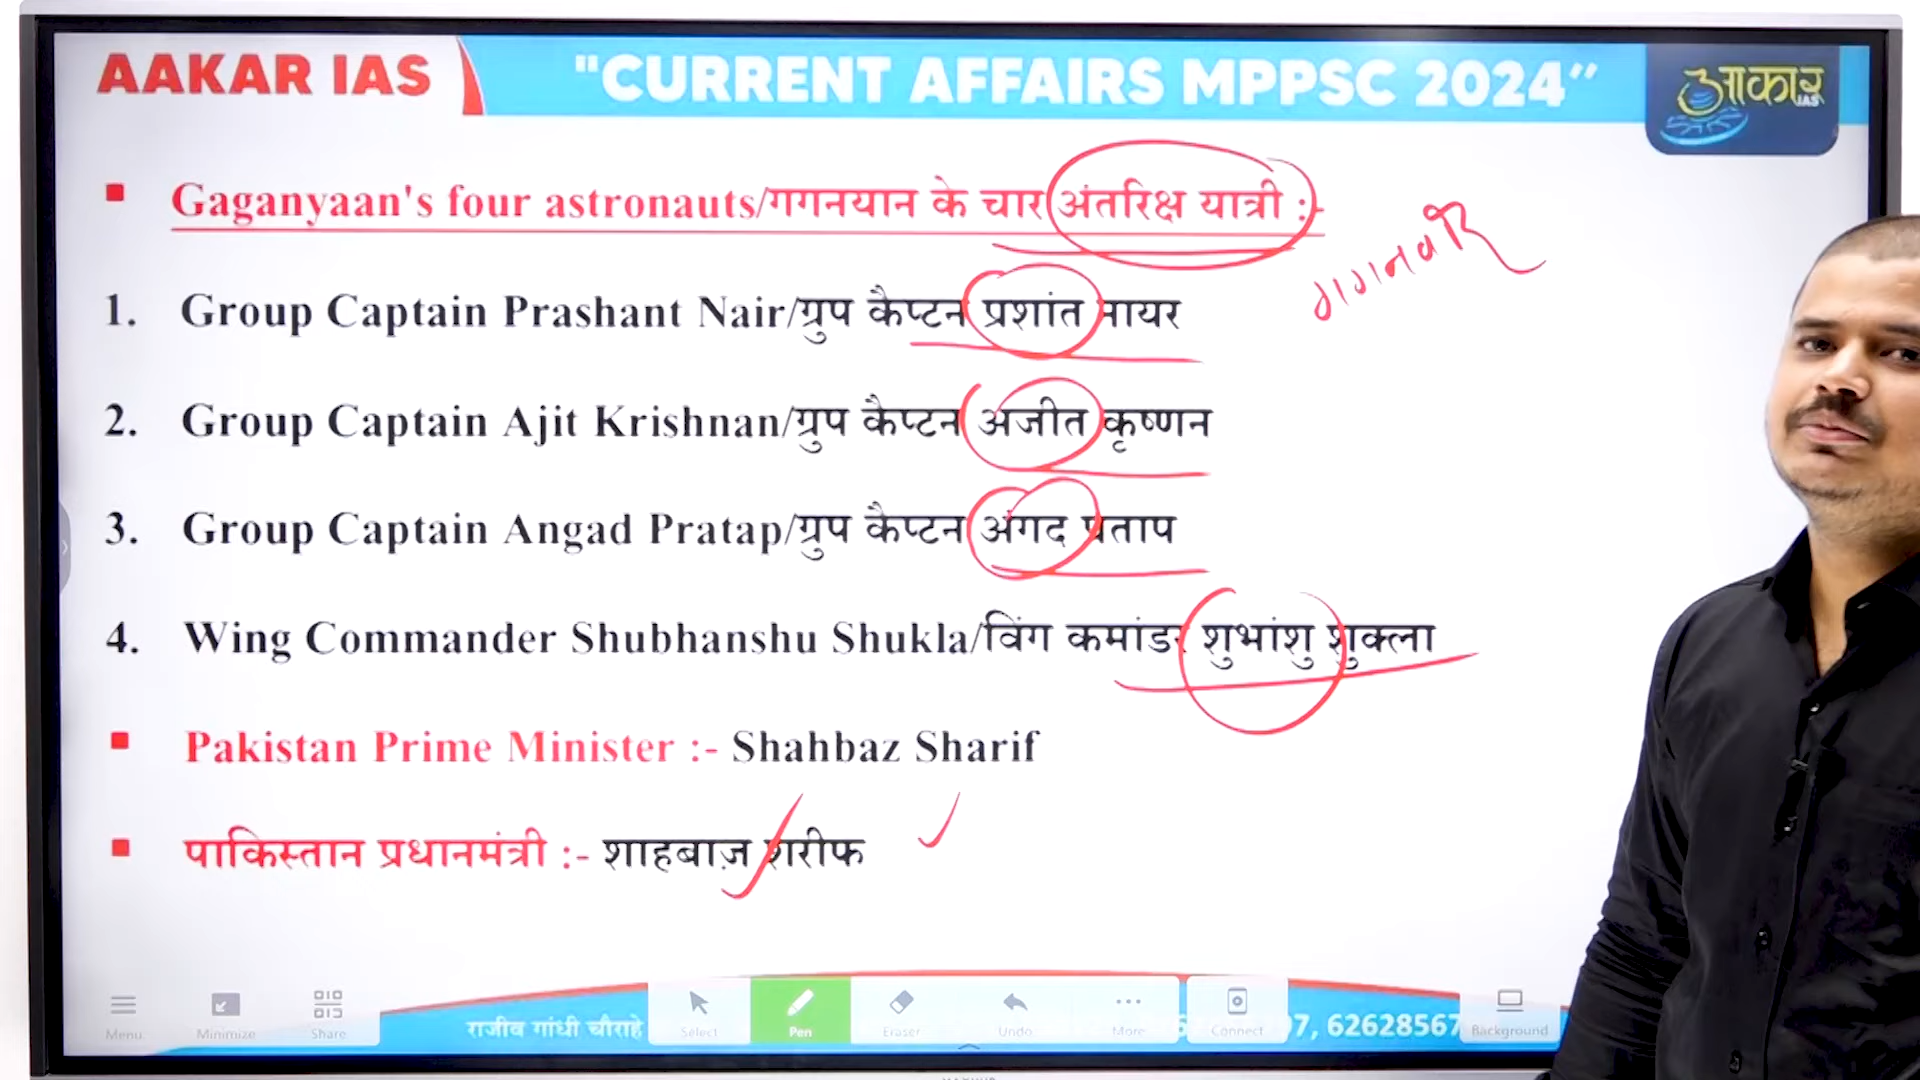 AAKAR IAS "CURRENT AFFAIRS MPPSC 2024" आकार IAS
Gaganyaan's four astronauts/गगनयान के चार अंतरिक्ष यात्री :-
गगनवीर
1. Group Captain Prashant Nair/ग्रुप कैप्टन प्रशांत नायर
2. Group Captain Ajit Krishnan/ग्रुप कैप्टन अजीत कृष्णन
3. Group Captain Angad Pratap/ग्रुप कैप्टन अंगद प्रताप
4. Wing Commander Shubhanshu Shukla/विंग कमांडर शुभांशु शुक्ला
Pakistan Prime Minister :- Shahbaz Sharif
पाकिस्तान प्रधानमंत्री :- शाहबाज़ शरीफ
Menu Minimize Share राजीव गांधी चौराहे Select Pen Eraser Undo More Connect Background